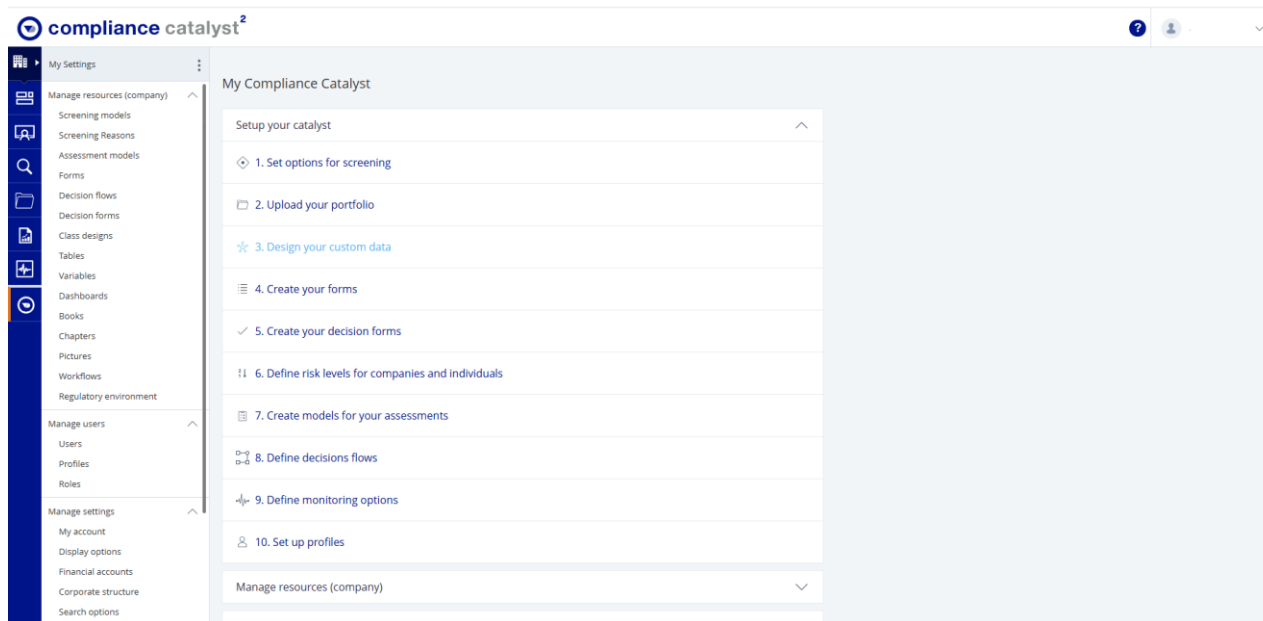 compliance catalyst²
?
My Settings
Manage resources (company)
Screening models
Screening Reasons
Assessment models
Forms
Decision flows
Decision forms
Class designs
Tables
Variables
Dashboards
Books
Chapters
Pictures
Workflows
Regulatory environment
Manage users
Users
Profiles
Roles
Manage settings
My account
Display options
Financial accounts
Corporate structure
Search options
My Compliance Catalyst
Setup your catalyst
1. Set options for screening
2. Upload your portfolio
3. Design your custom data
4. Create your forms
5. Create your decision forms
6. Define risk levels for companies and individuals
7. Create models for your assessments
8. Define decisions flows
9. Define monitoring options
10. Set up profiles
Manage resources (company)